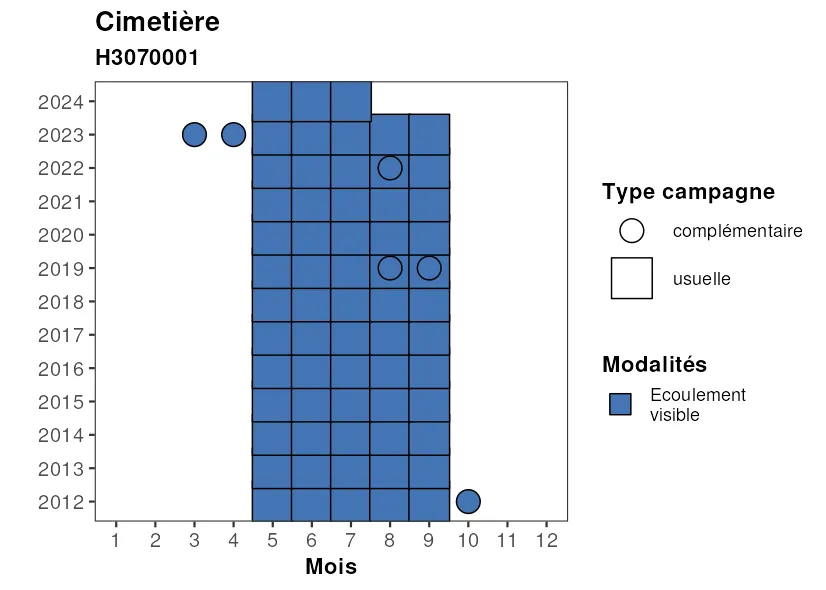 Cimetière
H3070001
2024
2023
2022
2021
2020
2019
2018
2017
2016
2015
2014
2013
2012
1 2 3 4 5 6 7 8 9 10 11 12
Mois
Type campagne
complémentaire
usuelle
Modalités
Ecoulement
visible